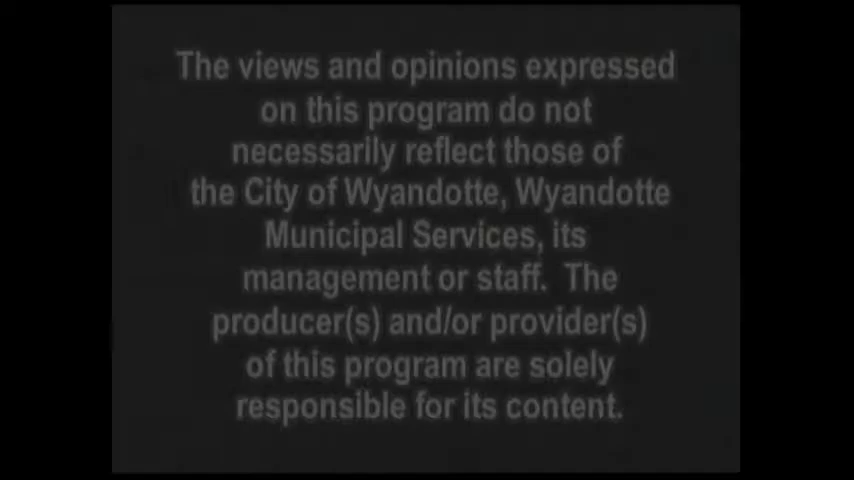 The views and opinions expressed
on this program do not
necessarily reflect those of
the City of Wyandotte, Wyandotte
Municipal Services, its
management or staff.  The
producer(s) and/or provider(s)
of this program are solely
responsible for its content.